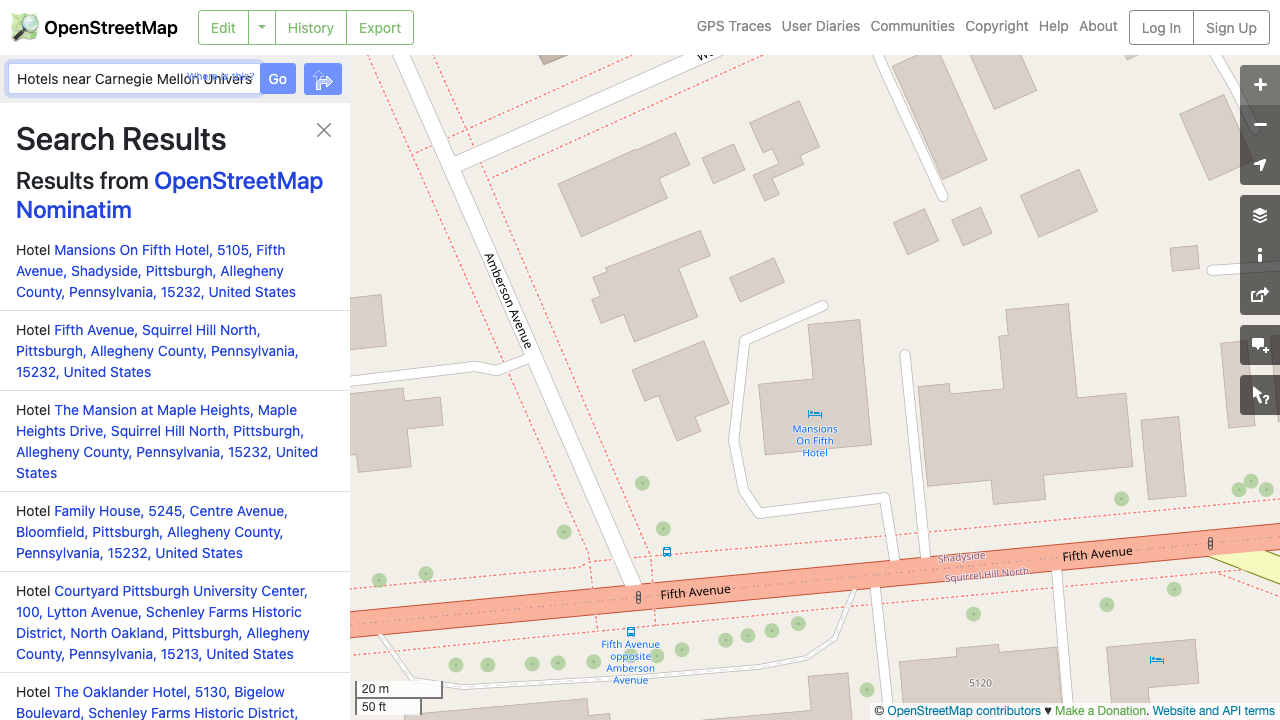 OpenStreetMap
Edit
History
Export
GPS Traces
User Diaries
Communities
Copyright
Help
About
Log In
Sign Up
Hotels near Carnegie Mellon Univers
Where is this?
Go
Search Results
Results from OpenStreetMap
Nominatim
Hotel Mansions On Fifth Hotel, 5105, Fifth
Avenue, Shadyside, Pittsburgh, Allegheny
County, Pennsylvania, 15232, United States
Hotel Fifth Avenue, Squirrel Hill North,
Pittsburgh, Allegheny County, Pennsylvania,
15232, United States
Hotel The Mansion at Maple Heights, Maple
Heights Drive, Squirrel Hill North, Pittsburgh,
Allegheny County, Pennsylvania, 15232, United
States
Hotel Family House, 5245, Centre Avenue,
Bloomfield, Pittsburgh, Allegheny County,
Pennsylvania, 15232, United States
Hotel Courtyard Pittsburgh University Center,
100, Lytton Avenue, Schenley Farms Historic
District, North Oakland, Pittsburgh, Allegheny
County, Pennsylvania, 15213, United States
Hotel The Oaklander Hotel, 5130, Bigelow
Boulevard, Schenley Farms Historic District,
Amberson Avenue
Mansions
On Fifth
Hotel
Shadyside
Squirrel Hill North
Fifth Avenue
Fifth Avenue
Fifth Avenue
opposite
Amberson
Avenue
5120
20 m
50 ft
© OpenStreetMap contributors ♥ Make a Donation. Website and API terms